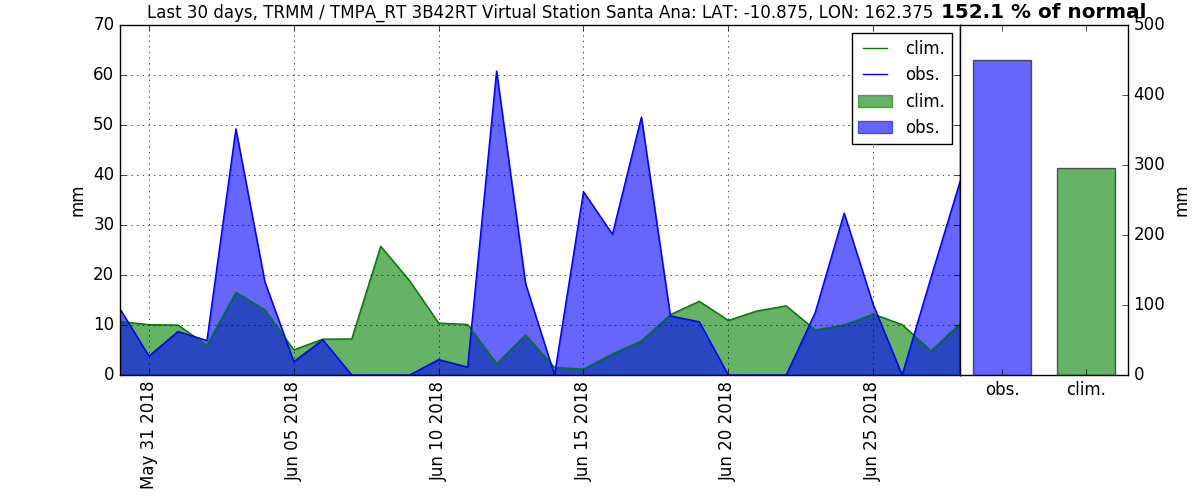 Last 30 days, TRMM / TMPA_RT 3B42RT Virtual Station Santa Ana: LAT: -10.875, LON: 162.375 152.1 % of normal
70
60
50
40
30
20
10
0
mm
clim.
obs.
clim.
obs.
May 31 2018
Jun 05 2018
Jun 10 2018
Jun 15 2018
Jun 20 2018
Jun 25 2018
500
400
300
200
100
0
mm
obs.
clim.